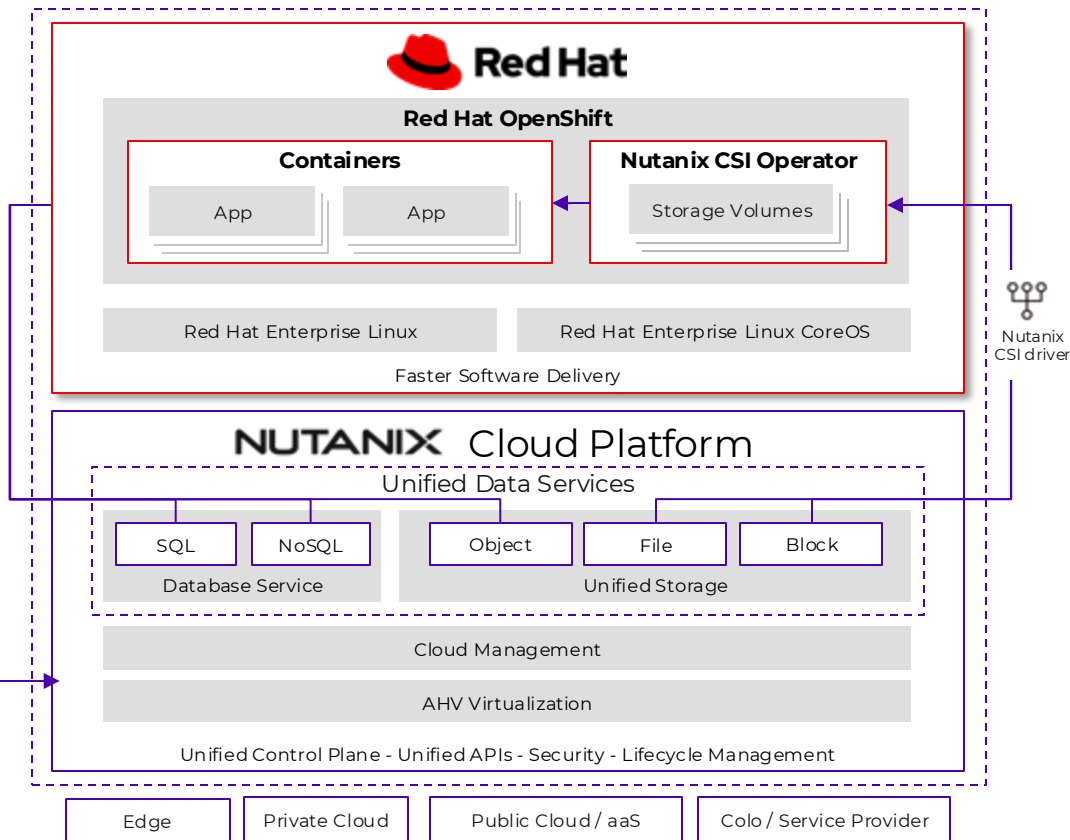 Red Hat
Red Hat OpenShift
Containers
Nutanix CSI Operator
App
App
Storage Volumes
Red Hat Enterprise Linux
Red Hat Enterprise Linux CoreOS
Faster Software Delivery
Nutanix
CSI driver
NUTANIX Cloud Platform
Unified Data Services
SQL
NoSQL
Object
File
Block
Database Service
Unified Storage
Cloud Management
AHV Virtualization
Unified Control Plane - Unified APIs - Security - Lifecycle Management
Edge
Private Cloud
Public Cloud / aaS
Colo / Service Provider